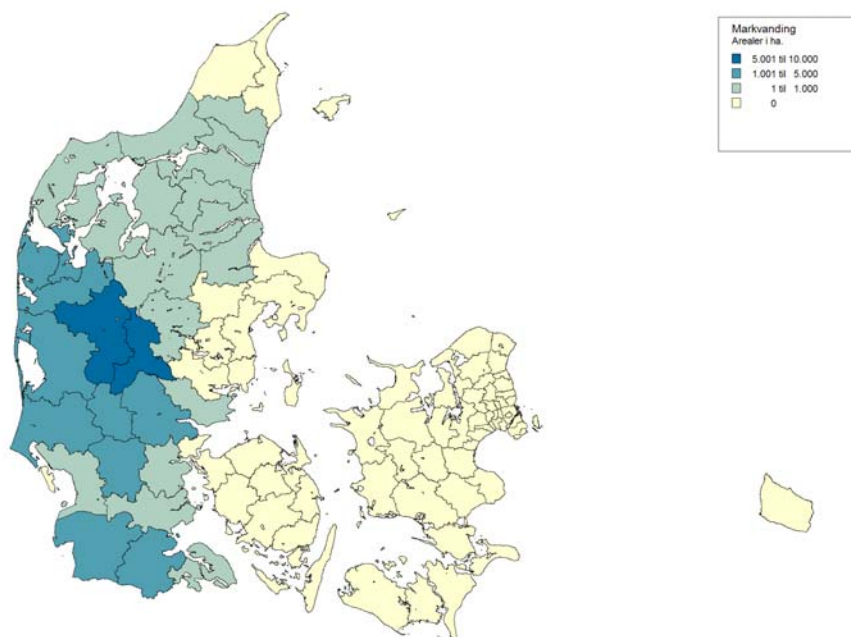 Markvanding
Arealer i ha.
5.001 til 10.000
1.001 til 5.000
1 til 1.000
0